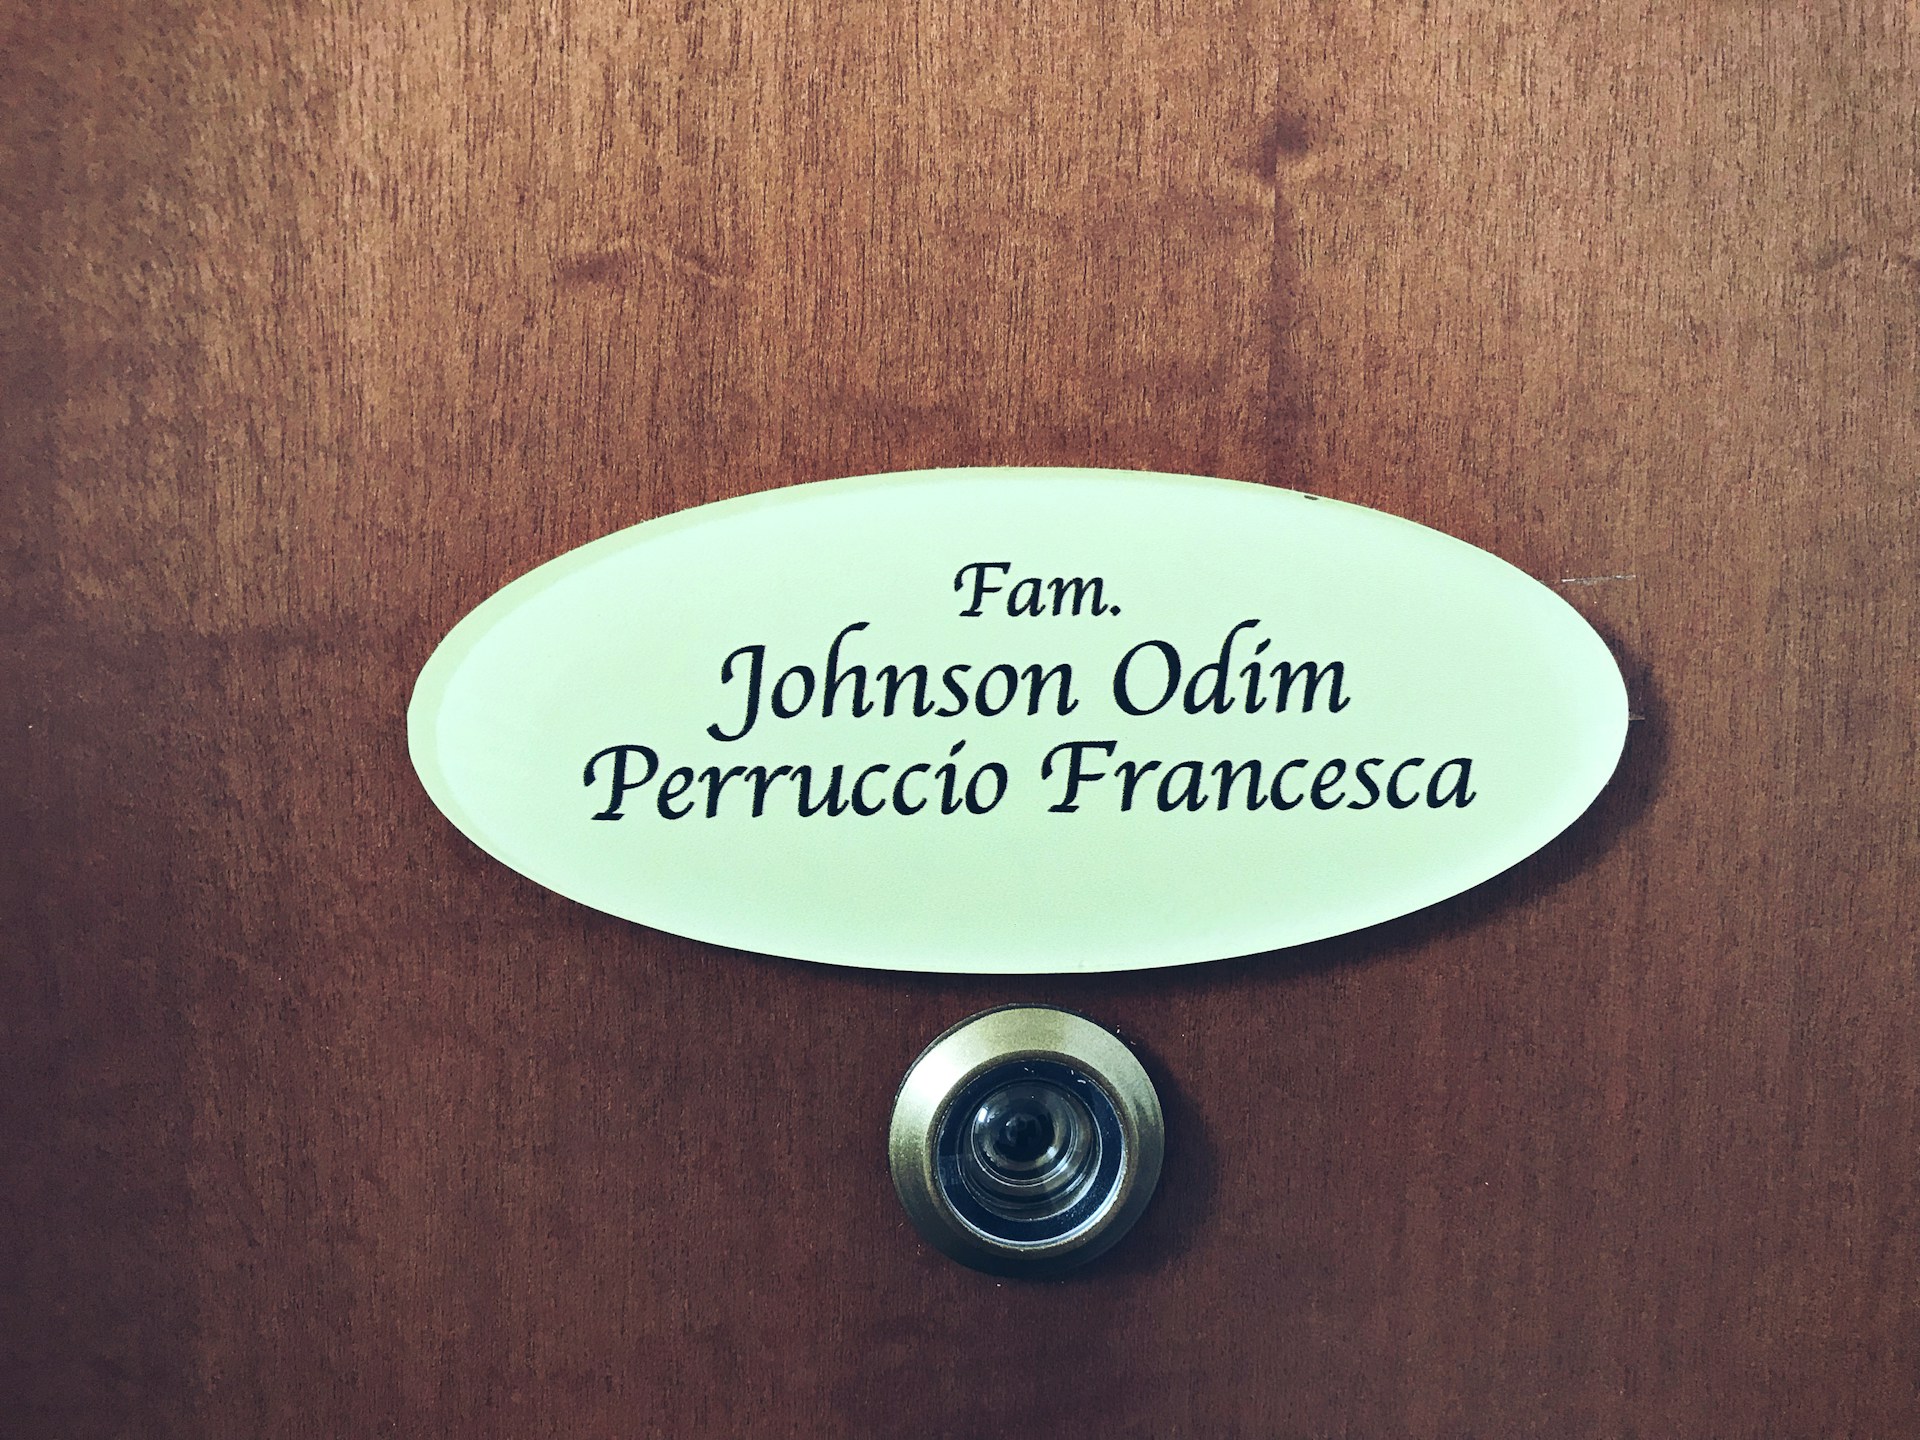 Fam.
Johnson Odim
Perruccio Francesca